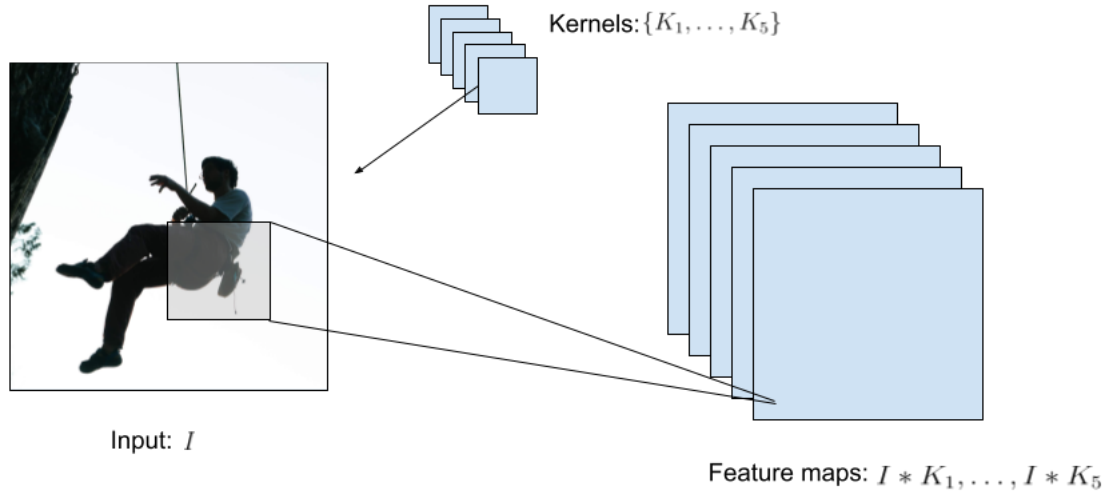 Kernels: {K₁, . . . , K₅}
Input: I
Feature maps: I ∗ K₁, . . . , I ∗ K₅